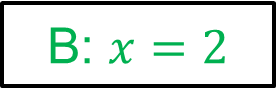 B: x = 2